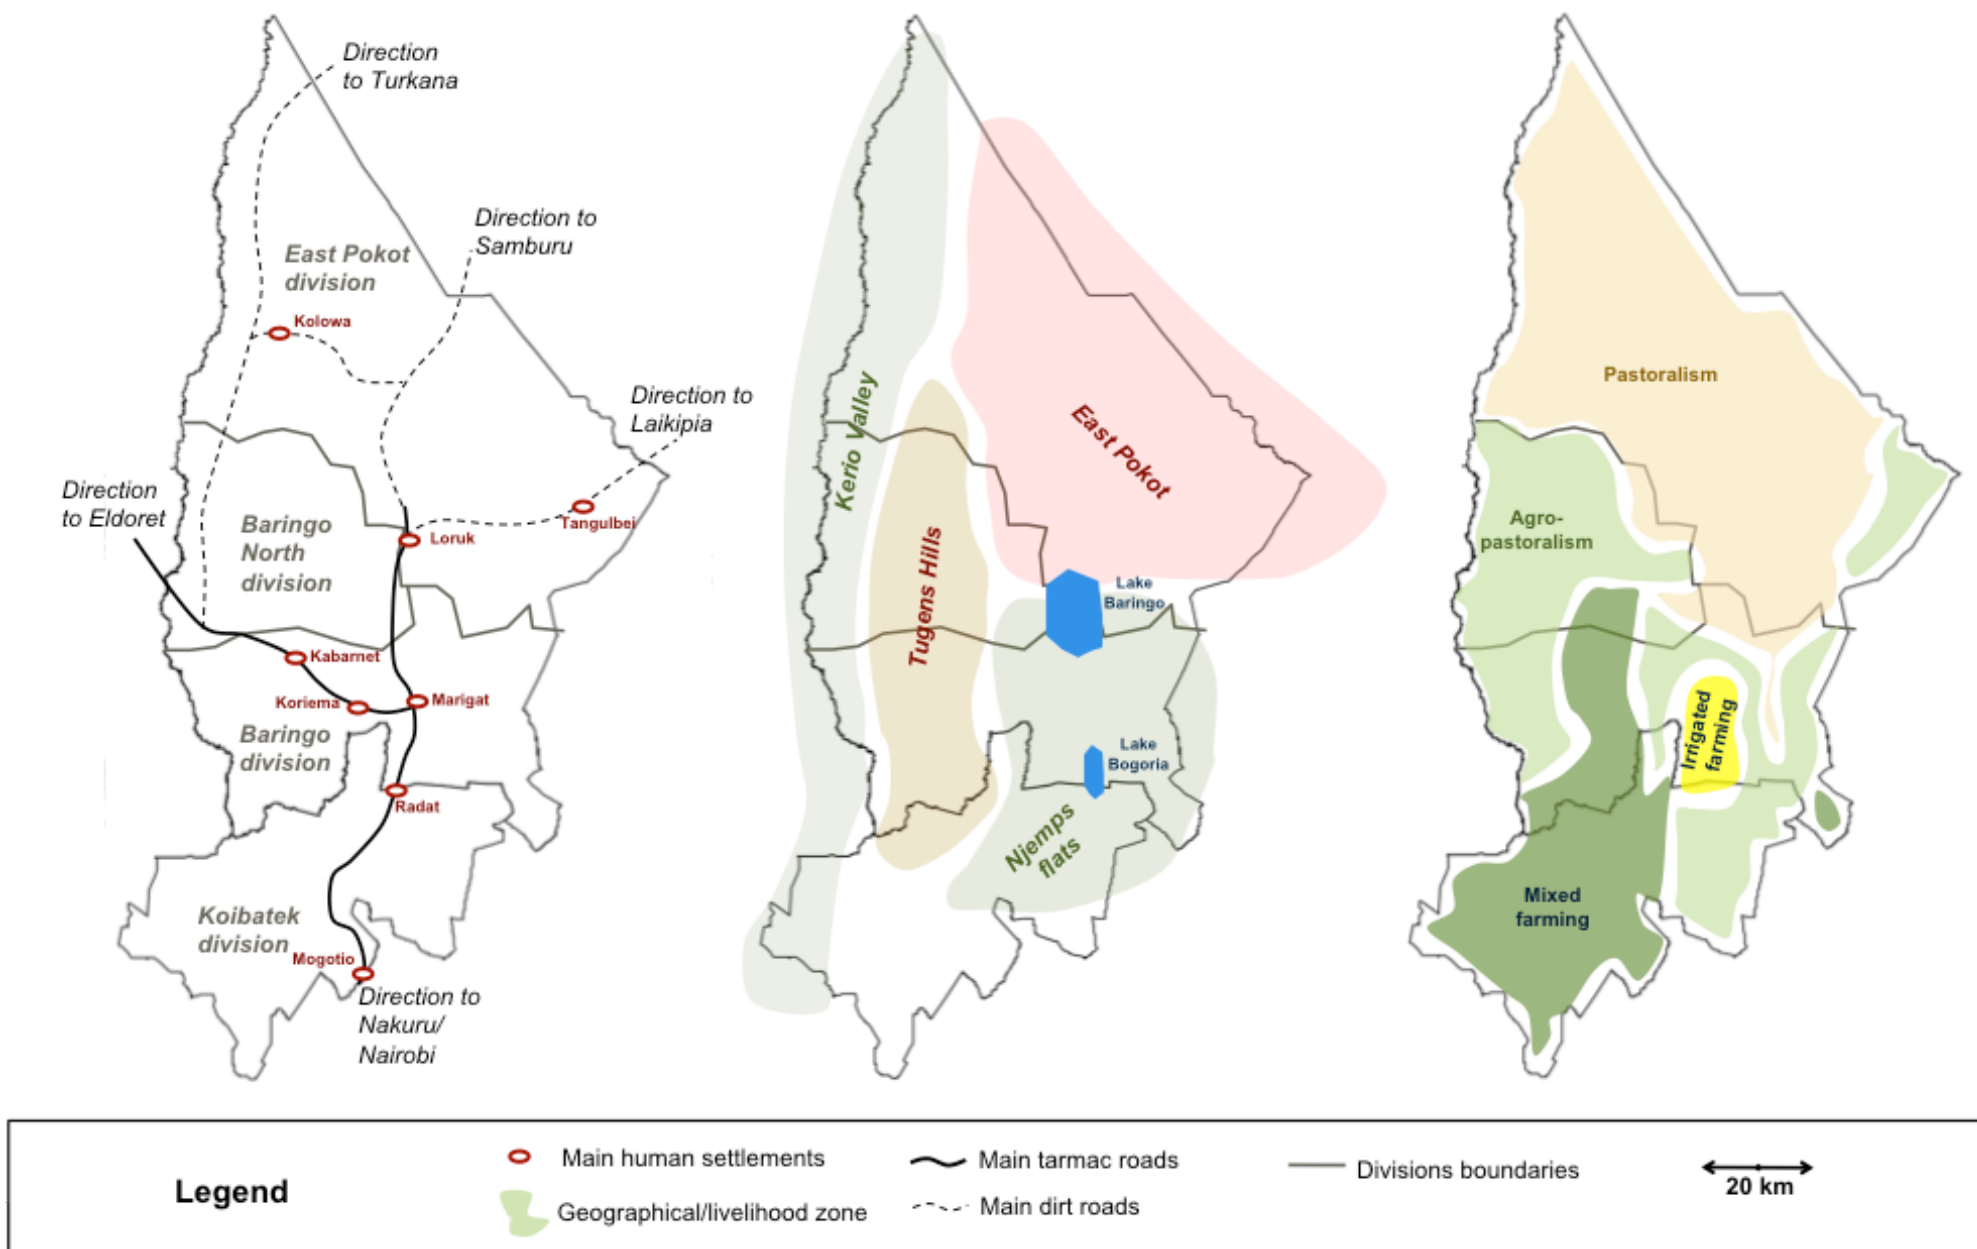 Direction
to Turkana
Direction to
Samburu
East Pokot
division
Kolowa
Direction to
Laikipia
Direction
to Eldoret
Baringo
North
division
Loruk
Tangulbei
Kabarnet
Koriema
Marigat
Baringo
division
Radat
Koibatek
division
Mogotio
Direction to
Nakuru/
Nairobi
Kerio Valley
East Pokot
Tugens Hills
Lake
Baringo
Lake
Bogoria
Njemps
flats
Pastoralism
Agro-
pastoralism
Irrigated
farming
Mixed
farming
Legend
Main human settlements
Geographical/livelihood zone
Main tarmac roads
Main dirt roads
Divisions boundaries
20 km